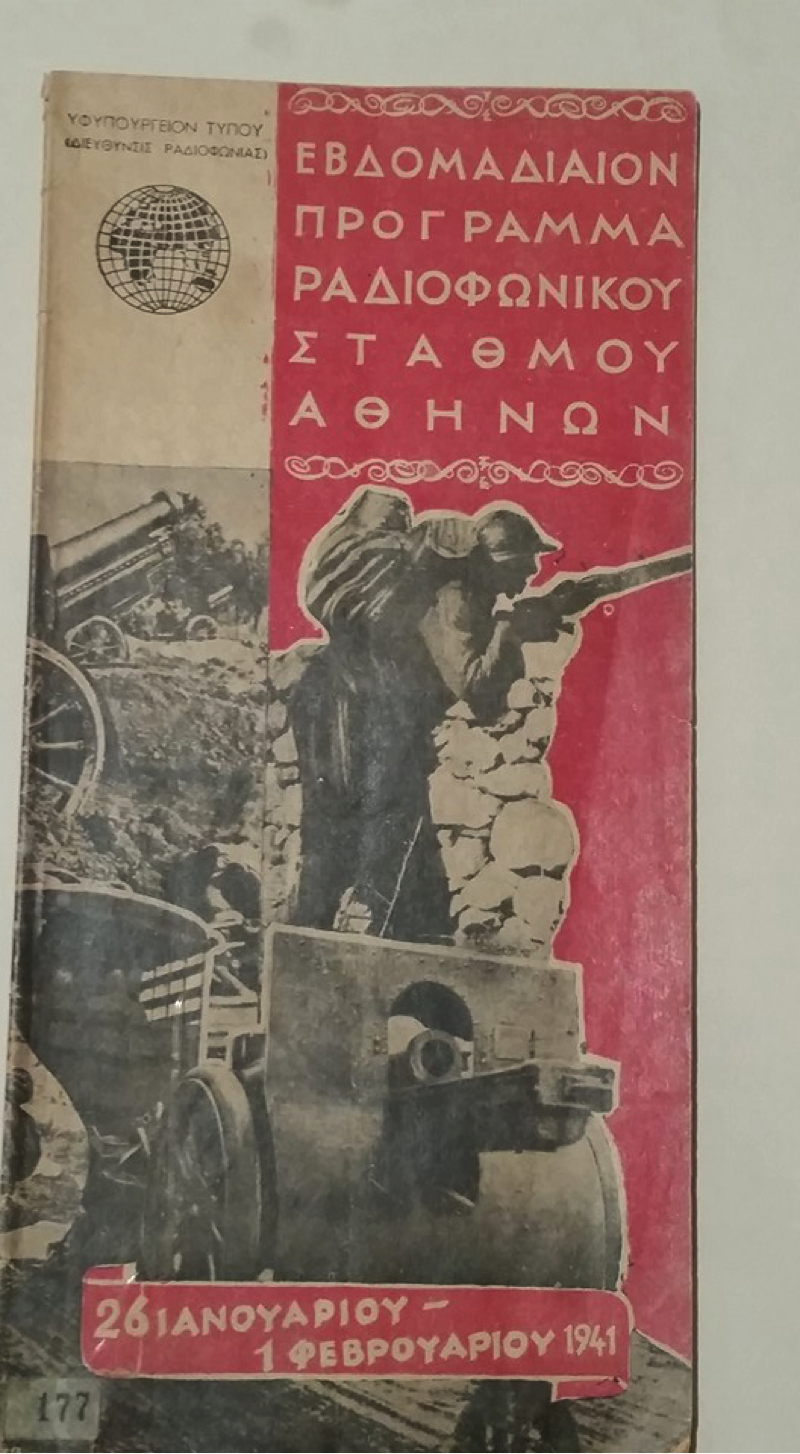 ΥΦΥΠΟΥΡΓΕΙΟΝ ΤΥΠΟΥ
(ΔΙΕΥΘΥΝΣΙΣ ΡΑΔΙΟΦΩΝΙΑΣ)
ΕΒΔΟΜΑΔΙΑΙΟΝ
ΠΡΟΓΡΑΜΜΑ
ΡΑΔΙΟΦΩΝΙΚΟΥ
ΣΤΑΘΜΟΥ
ΑΘΗΝΩΝ
26 ΙΑΝΟΥΑΡΙΟΥ –
1 ΦΕΒΡΟΥΑΡΙΟΥ 1941
177